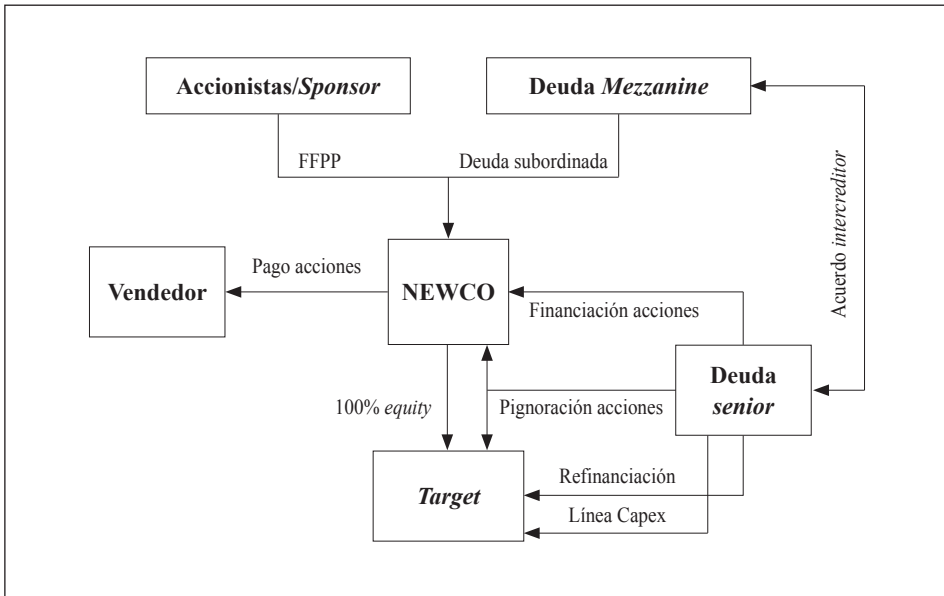 Accionistas/Sponsor
Deuda Mezzanine
FFPP
Deuda subordinada
Acuerdo intercreditor
Vendedor
Pago acciones
NEWCO
Financiación acciones
Deuda
senior
100% equity
Pignoración acciones
Target
Refinanciación
Línea Capex